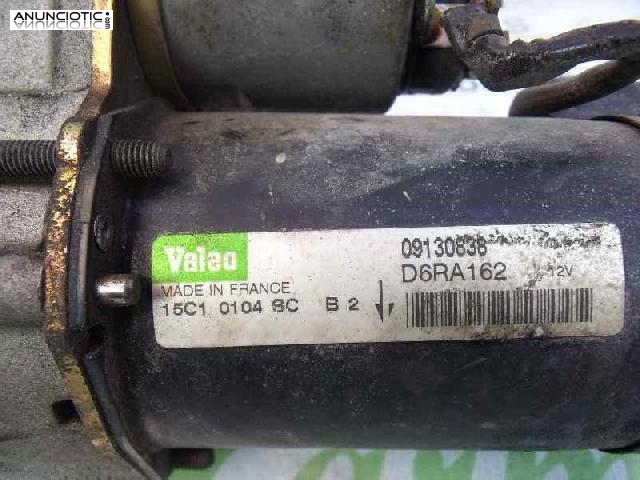 ANUNCIOTIC
Valeo
MADE IN FRANCE
15C1 0104 SC B 2
09130838
D6RA162 12V